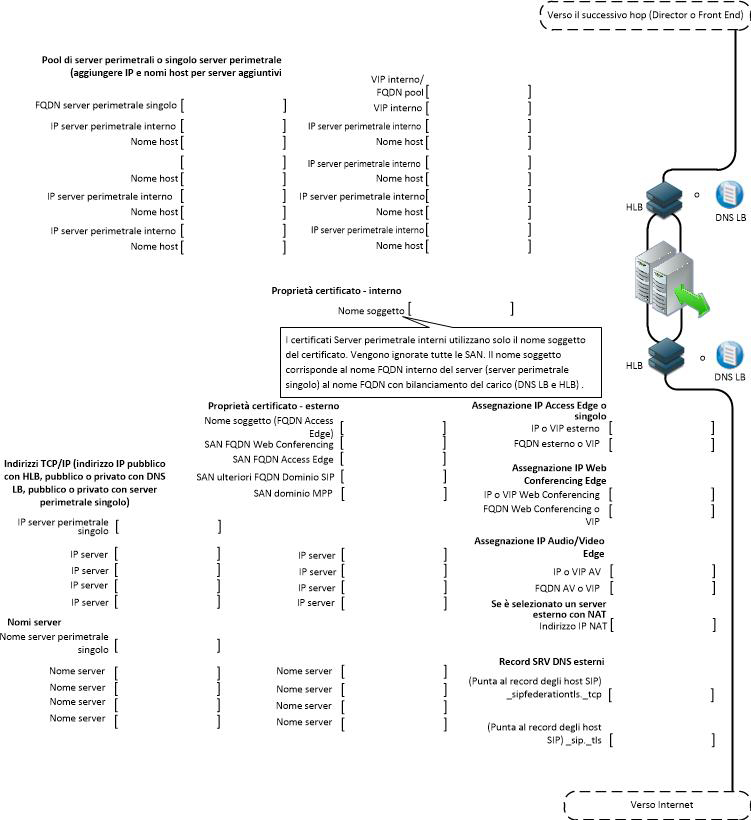 Verso il successivo hop (Director o Front End)
Pool di server perimetrali o singolo server perimetrale
(aggiungere IP e nomi host per server aggiuntivi
VIP interno/
FQDN pool [ ]
FQDN server perimetrale singolo [ ]
VIP interno [ ]
IP server perimetrale interno [ ]
IP server perimetrale interno [ ]
Nome host [ ]
Nome host [ ]
[ ]
IP server perimetrale interno [ ]
Nome host [ ]
Nome host [ ]
IP server perimetrale interno [ ]
IP server perimetrale interno [ ]
Nome host [ ]
Nome host [ ]
IP server perimetrale interno [ ]
IP server perimetrale interno [ ]
Nome host [ ]
Nome host [ ]
HLB
o
DNS LB
Proprietà certificato - interno
Nome soggetto [ ]
I certificati Server perimetrale interni utilizzano solo il nome soggetto
del certificato. Vengono ignorate tutte le SAN. Il nome soggetto
corrisponde al nome FQDN interno del server (server perimetrale
singolo) al nome FQDN con bilanciamento del carico (DNS LB e HLB) .
HLB
o
DNS LB
Proprietà certificato - esterno
Nome soggetto (FQDN Access
Edge) [ ]
SAN FQDN Web Conferencing [ ]
SAN FQDN Access Edge [ ]
SAN ulteriori FQDN Dominio SIP [ ]
SAN dominio MPP [ ]
Assegnazione IP Access Edge o
singolo
IP o VIP esterno [ ]
FQDN esterno o VIP [ ]
Assegnazione IP Web
Conferencing Edge
IP o VIP Web Conferencing [ ]
FQDN Web Conferencing o
VIP [ ]
Indirizzi TCP/IP (indirizzo IP pubblico
con HLB, pubblico o privato con DNS
LB, pubblico o privato con server
perimetrale singolo)
IP server perimetrale
singolo [ ]
IP server [ ]
IP server [ ]
IP server [ ]
IP server [ ]
IP server [ ]
IP server [ ]
IP server [ ]
IP server [ ]
Assegnazione IP Audio/Video
Edge
IP o VIP AV [ ]
FQDN AV o VIP [ ]
Se è selezionato un server
esterno con NAT
Indirizzo IP NAT [ ]
Nomi server
Nome server perimetrale
singolo [ ]
Nome server [ ]
Nome server [ ]
Nome server [ ]
Nome server [ ]
Nome server [ ]
Nome server [ ]
Nome server [ ]
Nome server [ ]
Record SRV DNS esterni
(Punta al record degli host SIP)
_sipfederationtls._tcp [ ]
(Punta al record degli host
SIP) _sip._tls [ ]
Verso Internet